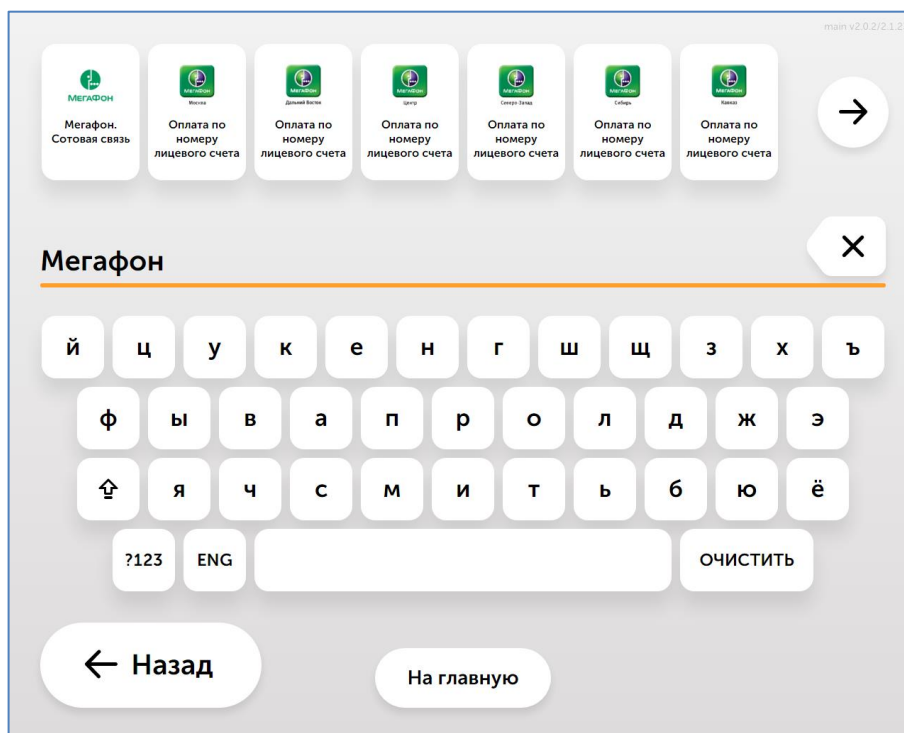 main v2.0.2/2.1.2
МЕГАФОН
Мегафон.
Сотовая связь
МЕГАФОН
Москва
Оплата по
номеру
лицевого счета
МЕГАФОН
Дальний Восток
Оплата по
номеру
лицевого счета
МЕГАФОН
Центр
Оплата по
номеру
лицевого счета
МЕГАФОН
Северо-Запад
Оплата по
номеру
лицевого счета
МЕГАФОН
Сибирь
Оплата по
номеру
лицевого счета
МЕГАФОН
Кавказ
Оплата по
номеру
лицевого счета
Мегафон
й ц у к е н г ш щ з х ъ
ф ы в а п р о л д ж э
я ч с м и т ь б ю ё
?123 ENG ОЧИСТИТЬ
Назад
На главную